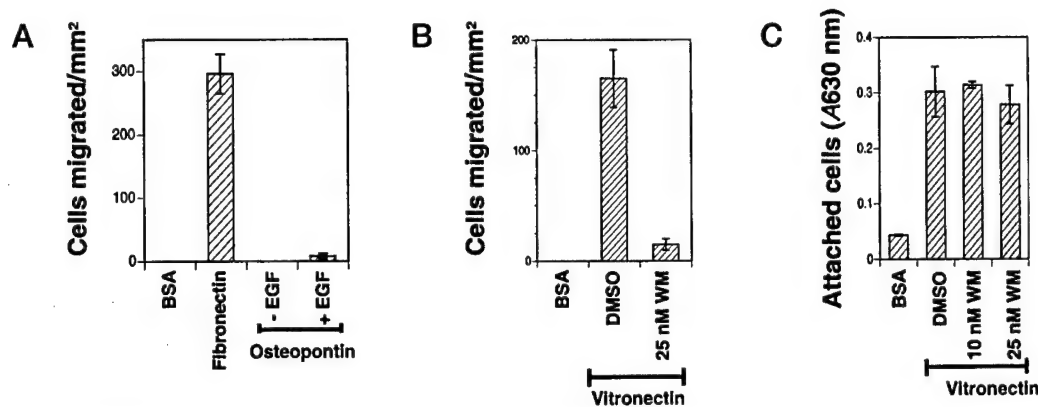 A
Cells migrated/mm²
300
200
100
0
BSA
Fibronectin
- EGF
+ EGF
Osteopontin
B
Cells migrated/mm²
200
100
0
BSA
DMSO
25 nM WM
Vitronectin
C
Attached cells (A630 nm)
0.4
0.3
0.2
0.1
0
BSA
DMSO
10 nM WM
25 nM WM
Vitronectin